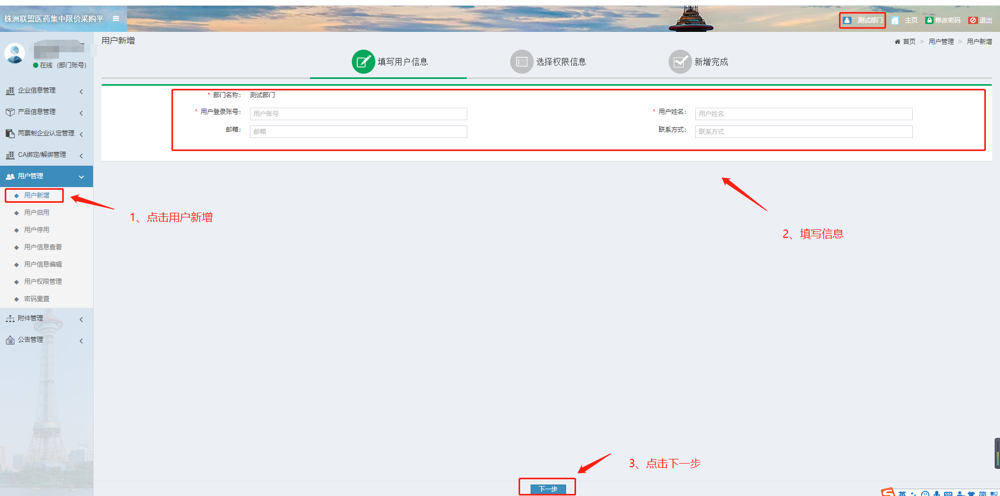 株洲联盟医药集中限价采购平
测试部门
主页
修改密码
退出
在线 (部门账号)
用户新增
首页 > 用户管理 > 用户新增
填写用户信息
选择权限信息
新增完成
* 部门名称: 测试部门
* 用户登录账号: 用户账号
* 用户姓名: 用户姓名
邮箱: 邮箱
联系方式: 联系方式
企业信息管理
产品信息管理
两票制企业认定管理
CA绑定/解绑管理
用户管理
用户新增
用户启用
用户停用
用户信息查看
用户信息编辑
用户权限管理
密码重置
附件管理
公告管理
1、点击用户新增
2、填写信息
3、点击下一步
下一步
英
简